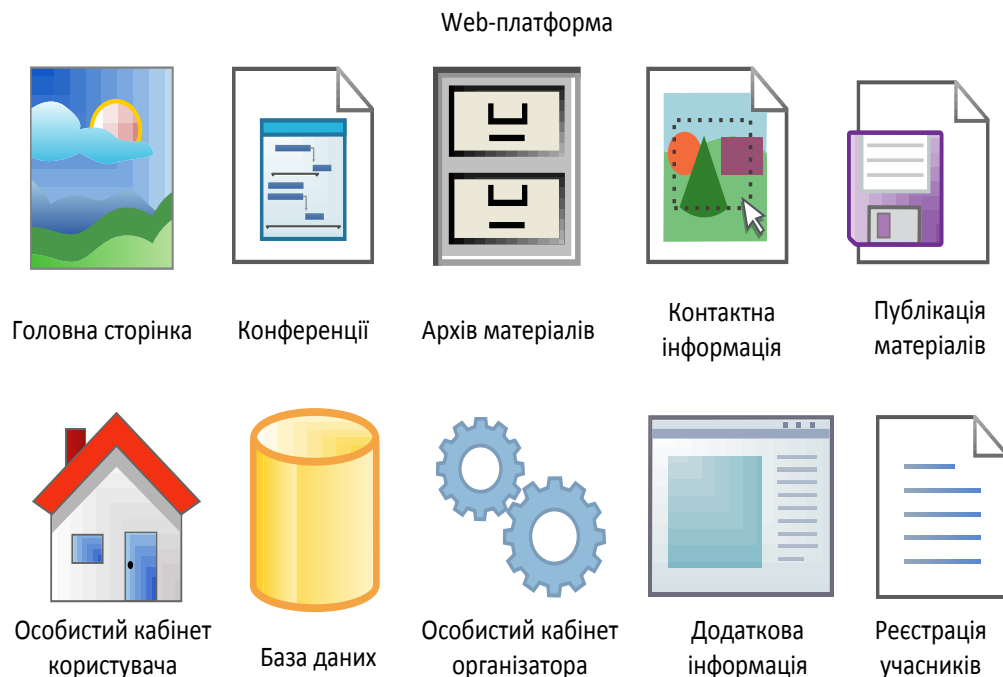 Web-платформа
Головна сторінка
Конференції
Архів матеріалів
Контактна
інформація
Публікація
матеріалів
Особистий кабінет
користувача
База даних
Особистий кабінет
організатора
Додаткова
інформація
Реєстрація
учасників